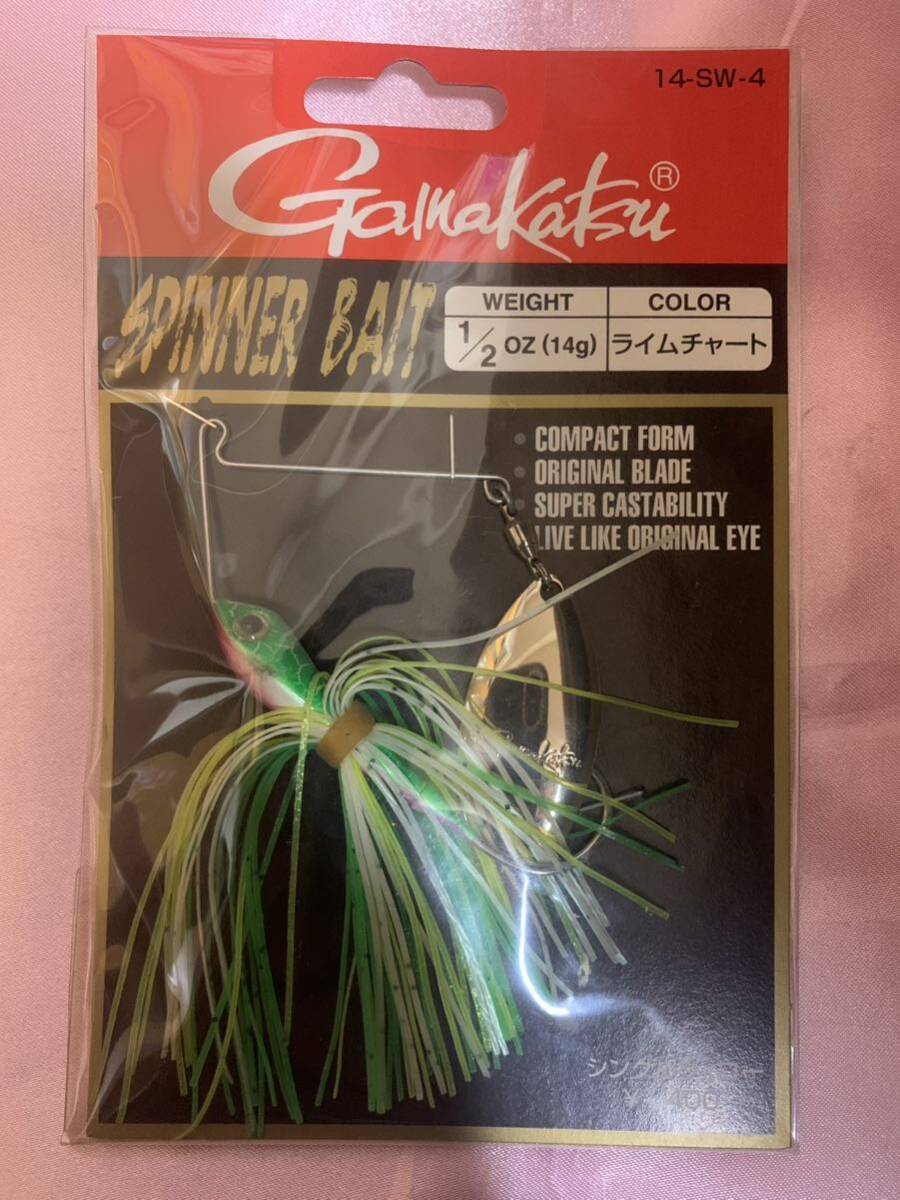 14-SW-4
Gamakatsu®
SPINNER BAIT
WEIGHT COLOR
1/2 OZ (14g) ライムチャート
• COMPACT FORM
• ORIGINAL BLADE
• SUPER CASTABILITY
LIVE LIKE ORIGINAL EYE